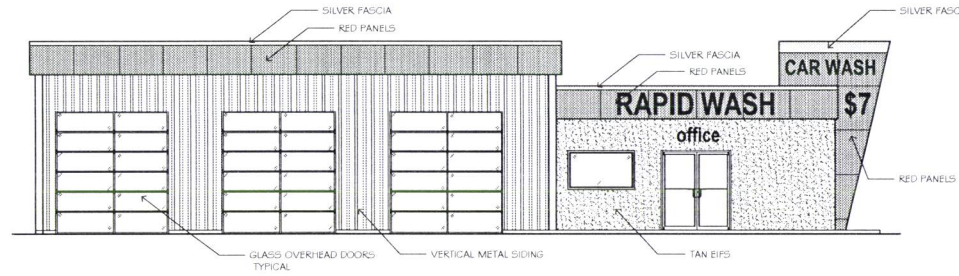 SILVER FASCIA
RED PANELS
SILVER FASCIA
RED PANELS
SILVER FASC
CAR WASH
$7
RAPID WASH
office
RED PANELS
GLASS OVERHEAD DOORS
TYPICAL
VERTICAL METAL SIDING
TAN EIFS